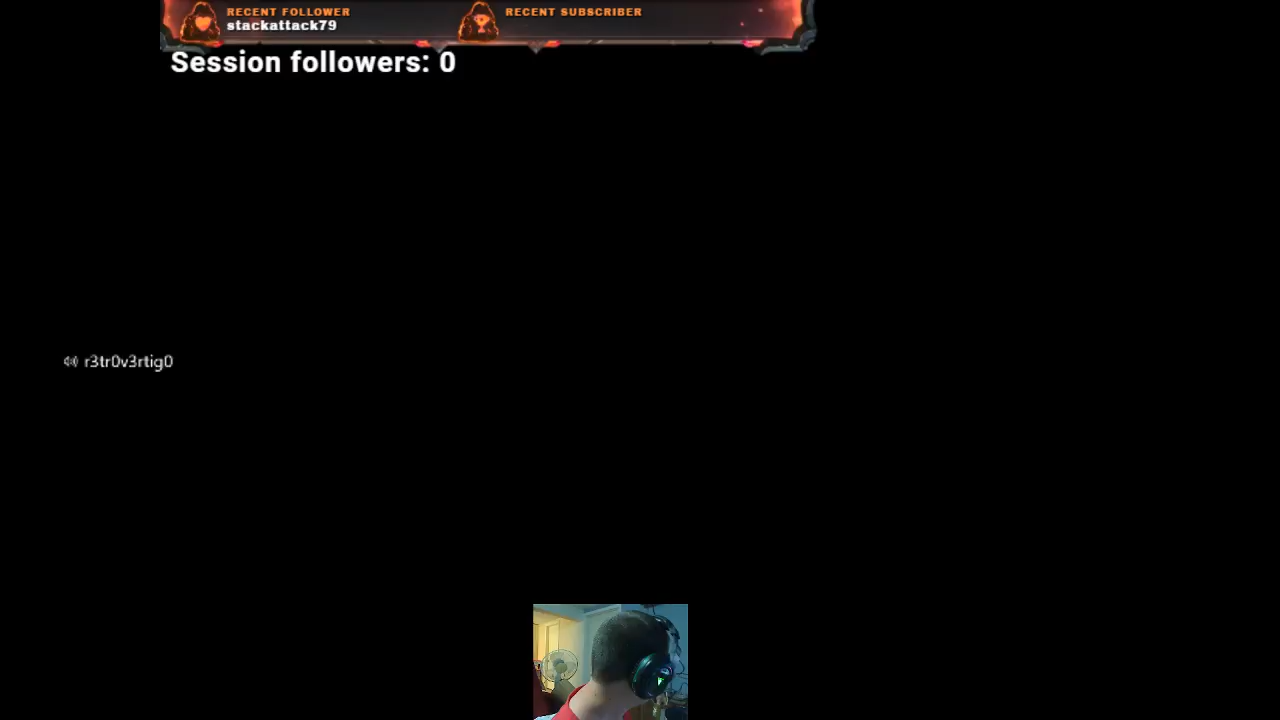 RECENT FOLLOWER
stackattack79
RECENT SUBSCRIBER
Session followers: 0
r3tr0v3rtig0